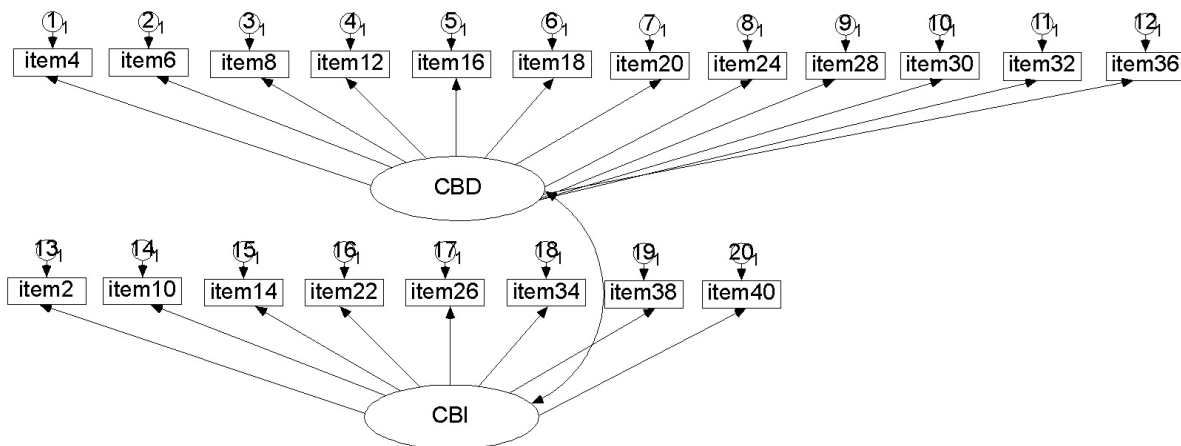 1 2 3 4 5 6 7 8 9 10 11 12
1 1 1 1 1 1 1 1 1 1 1 1
item4 item6 item8 item12 item16 item18 item20 item24 item28 item30 item32 item36
CBD
13 14 15 16 17 18 19 20
1 1 1 1 1 1 1 1
item2 item10 item14 item22 item26 item34 item38 item40
CBI